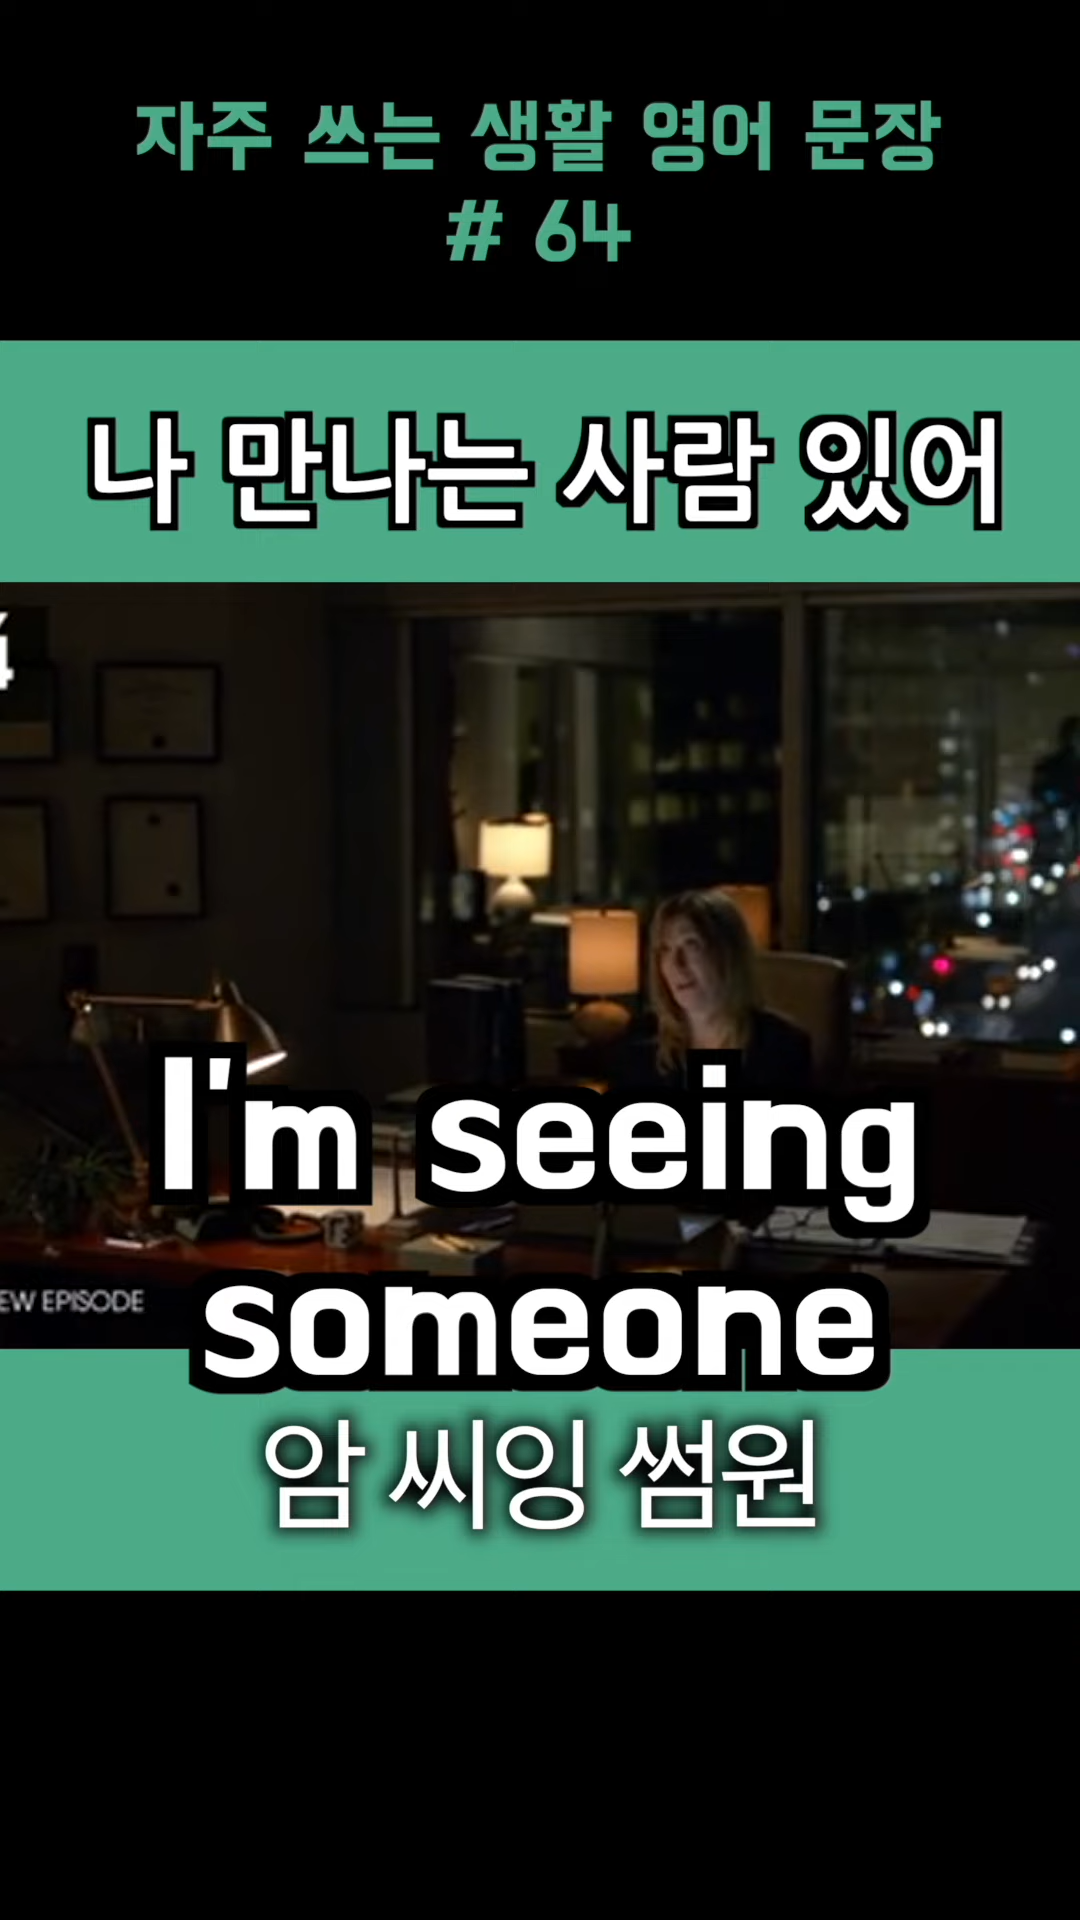 자주 쓰는 생활 영어 문장
# 64
나 만나는 사람 있어
I'm seeing
EW EPISODE
someone
암 씨잉 썸원